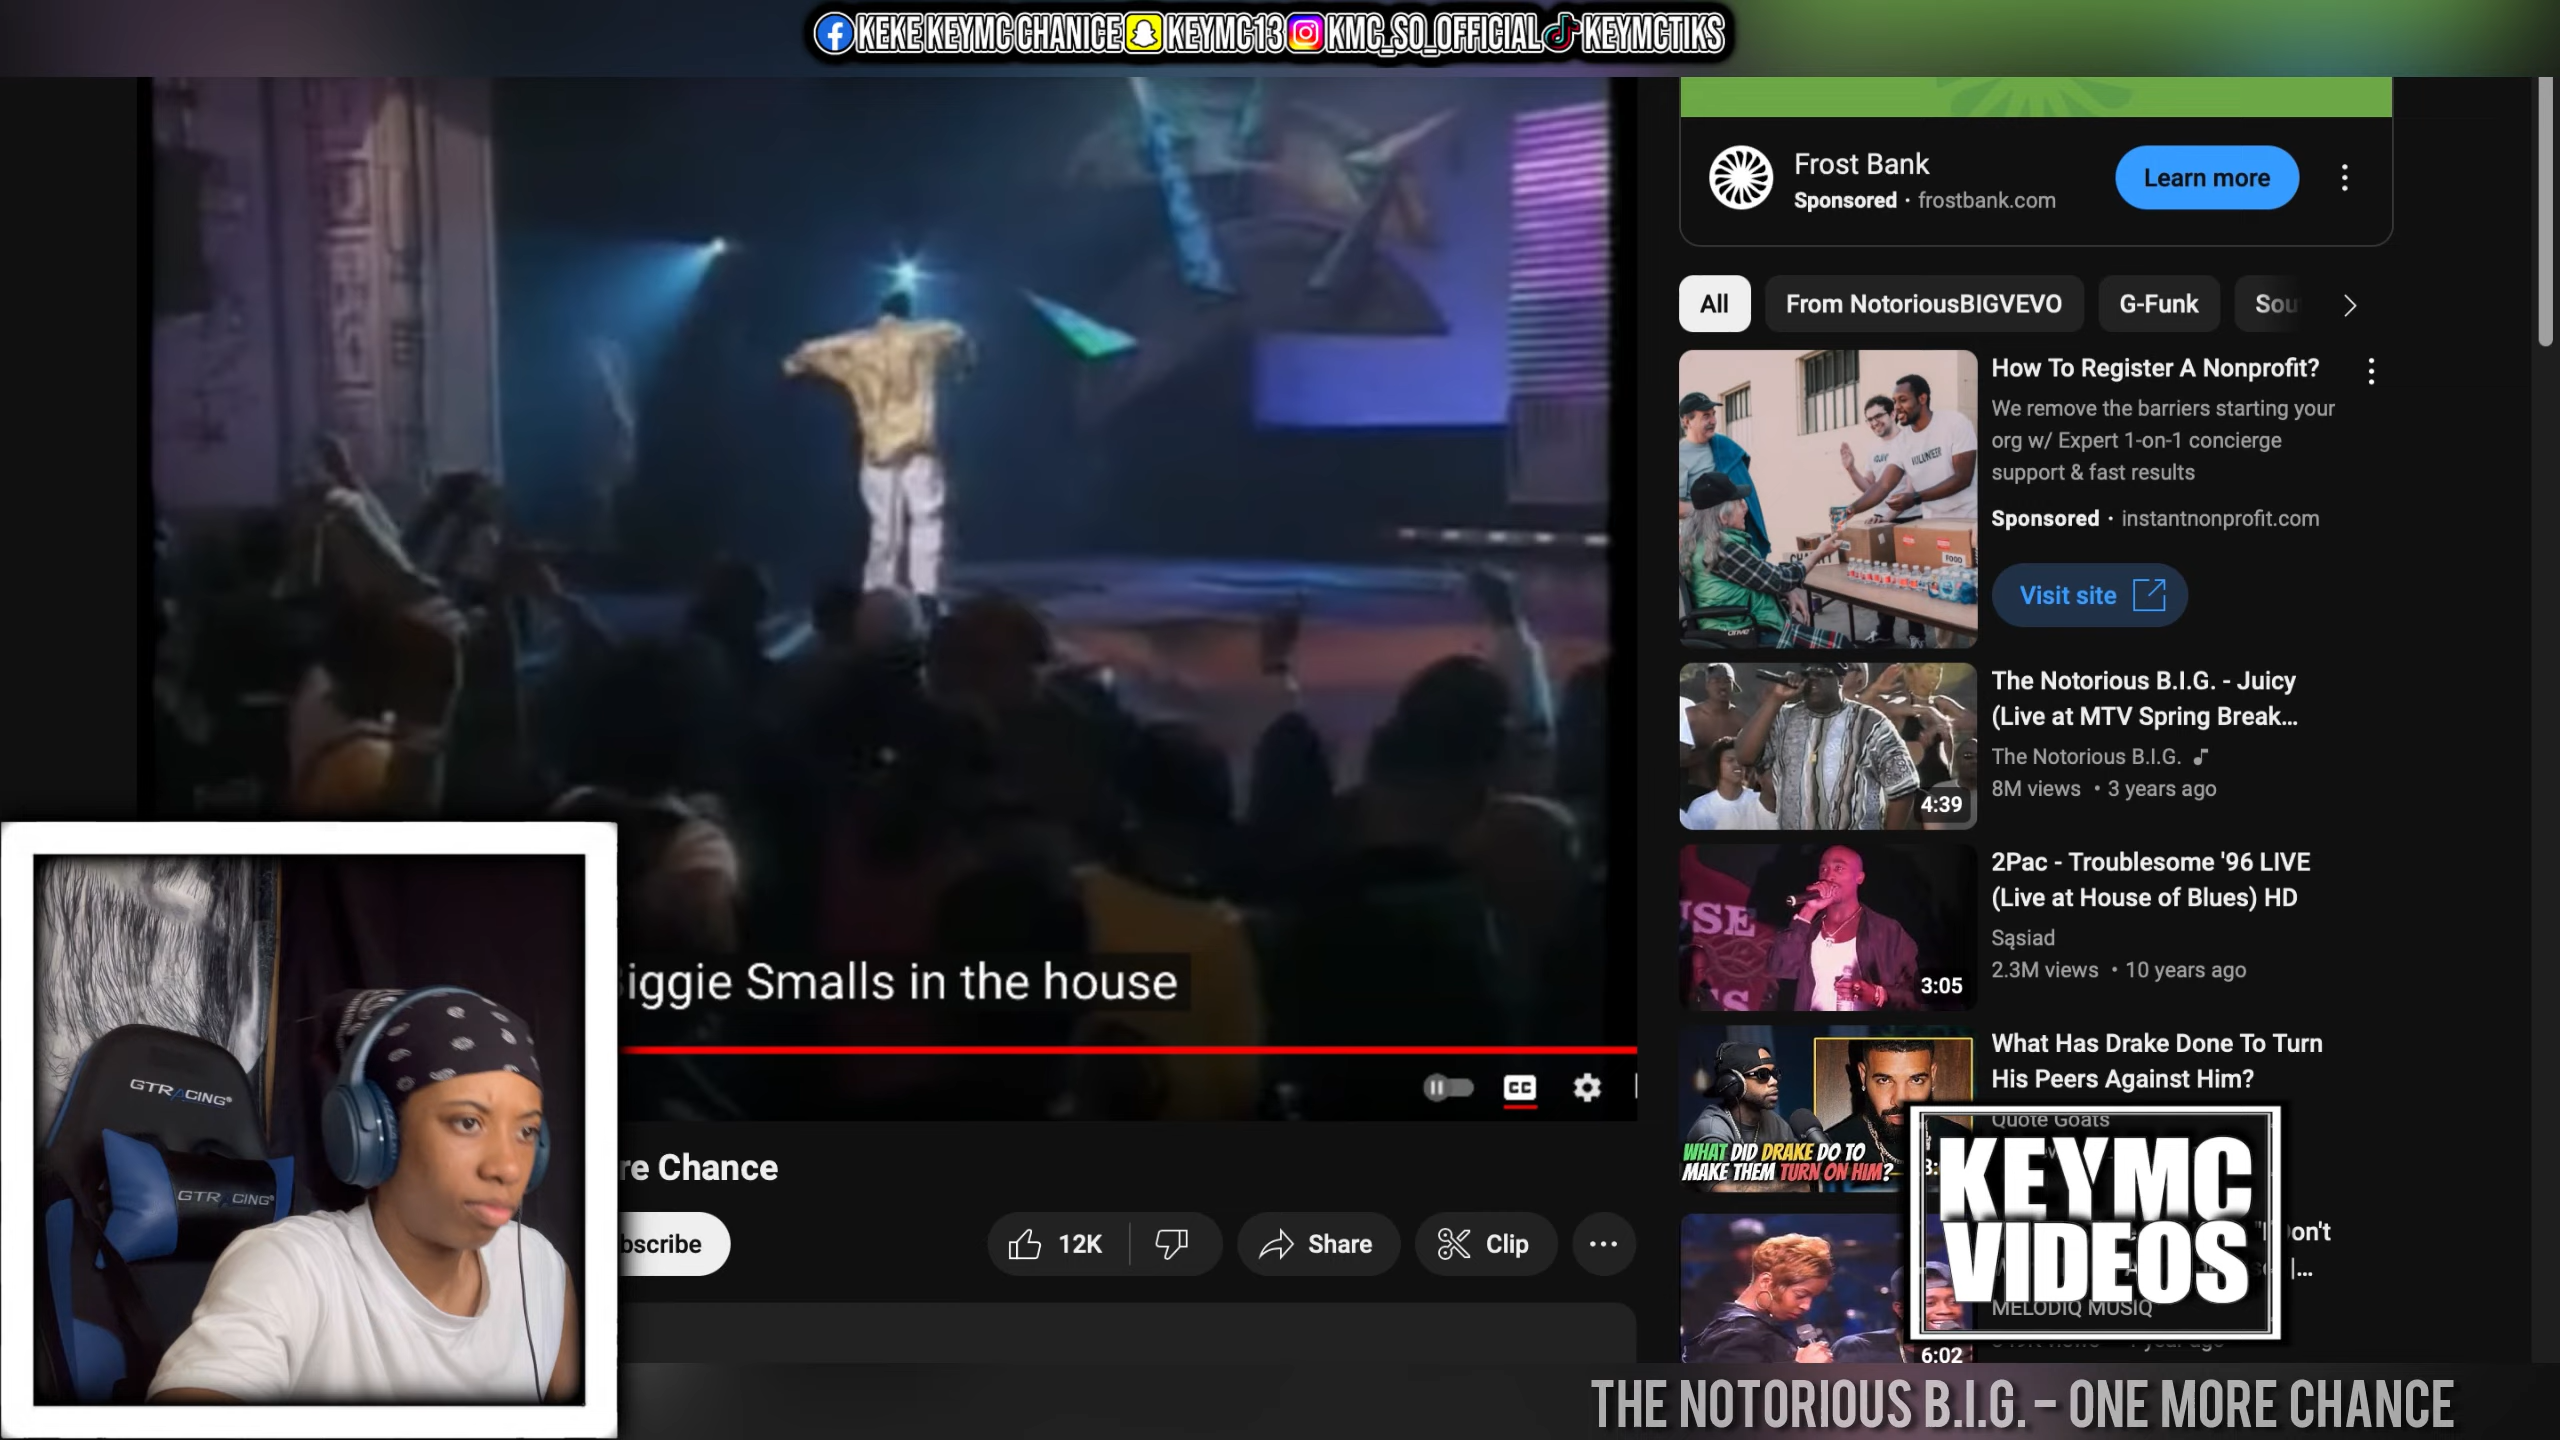 KEKE KEYMC CHANICE KEYMC13 KMC_SO_OFFICIAL KEYMCTIKS
Frost Bank
Sponsored · frostbank.com
Learn more
All
From NotoriousBIGVEVO
G-Funk
Sou
How To Register A Nonprofit?
We remove the barriers starting your
org w/ Expert 1-on-1 concierge
support & fast results
Sponsored · instantnonprofit.com
Visit site
VOLUNTEER
FOOD
The Notorious B.I.G. - Juicy
(Live at MTV Spring Break...
The Notorious B.I.G.
8M views • 3 years ago
4:39
2Pac - Troublesome '96 LIVE
(Live at House of Blues) HD
Sąsiad
2.3M views • 10 years ago
3:05
What Has Drake Done To Turn
His Peers Against Him?
Quote Goats
WHAT DID DRAKE DO TO
MAKE THEM TURN ON HIM?
iggie Smalls in the house
CC
re Chance
bscribe
12K
Share
Clip
GTRACING
GTRACING
KEYMC
VIDEOS
on't
MELODIQ MUSIQ
6:02
THE NOTORIOUS B.I.G. - ONE MORE CHANCE